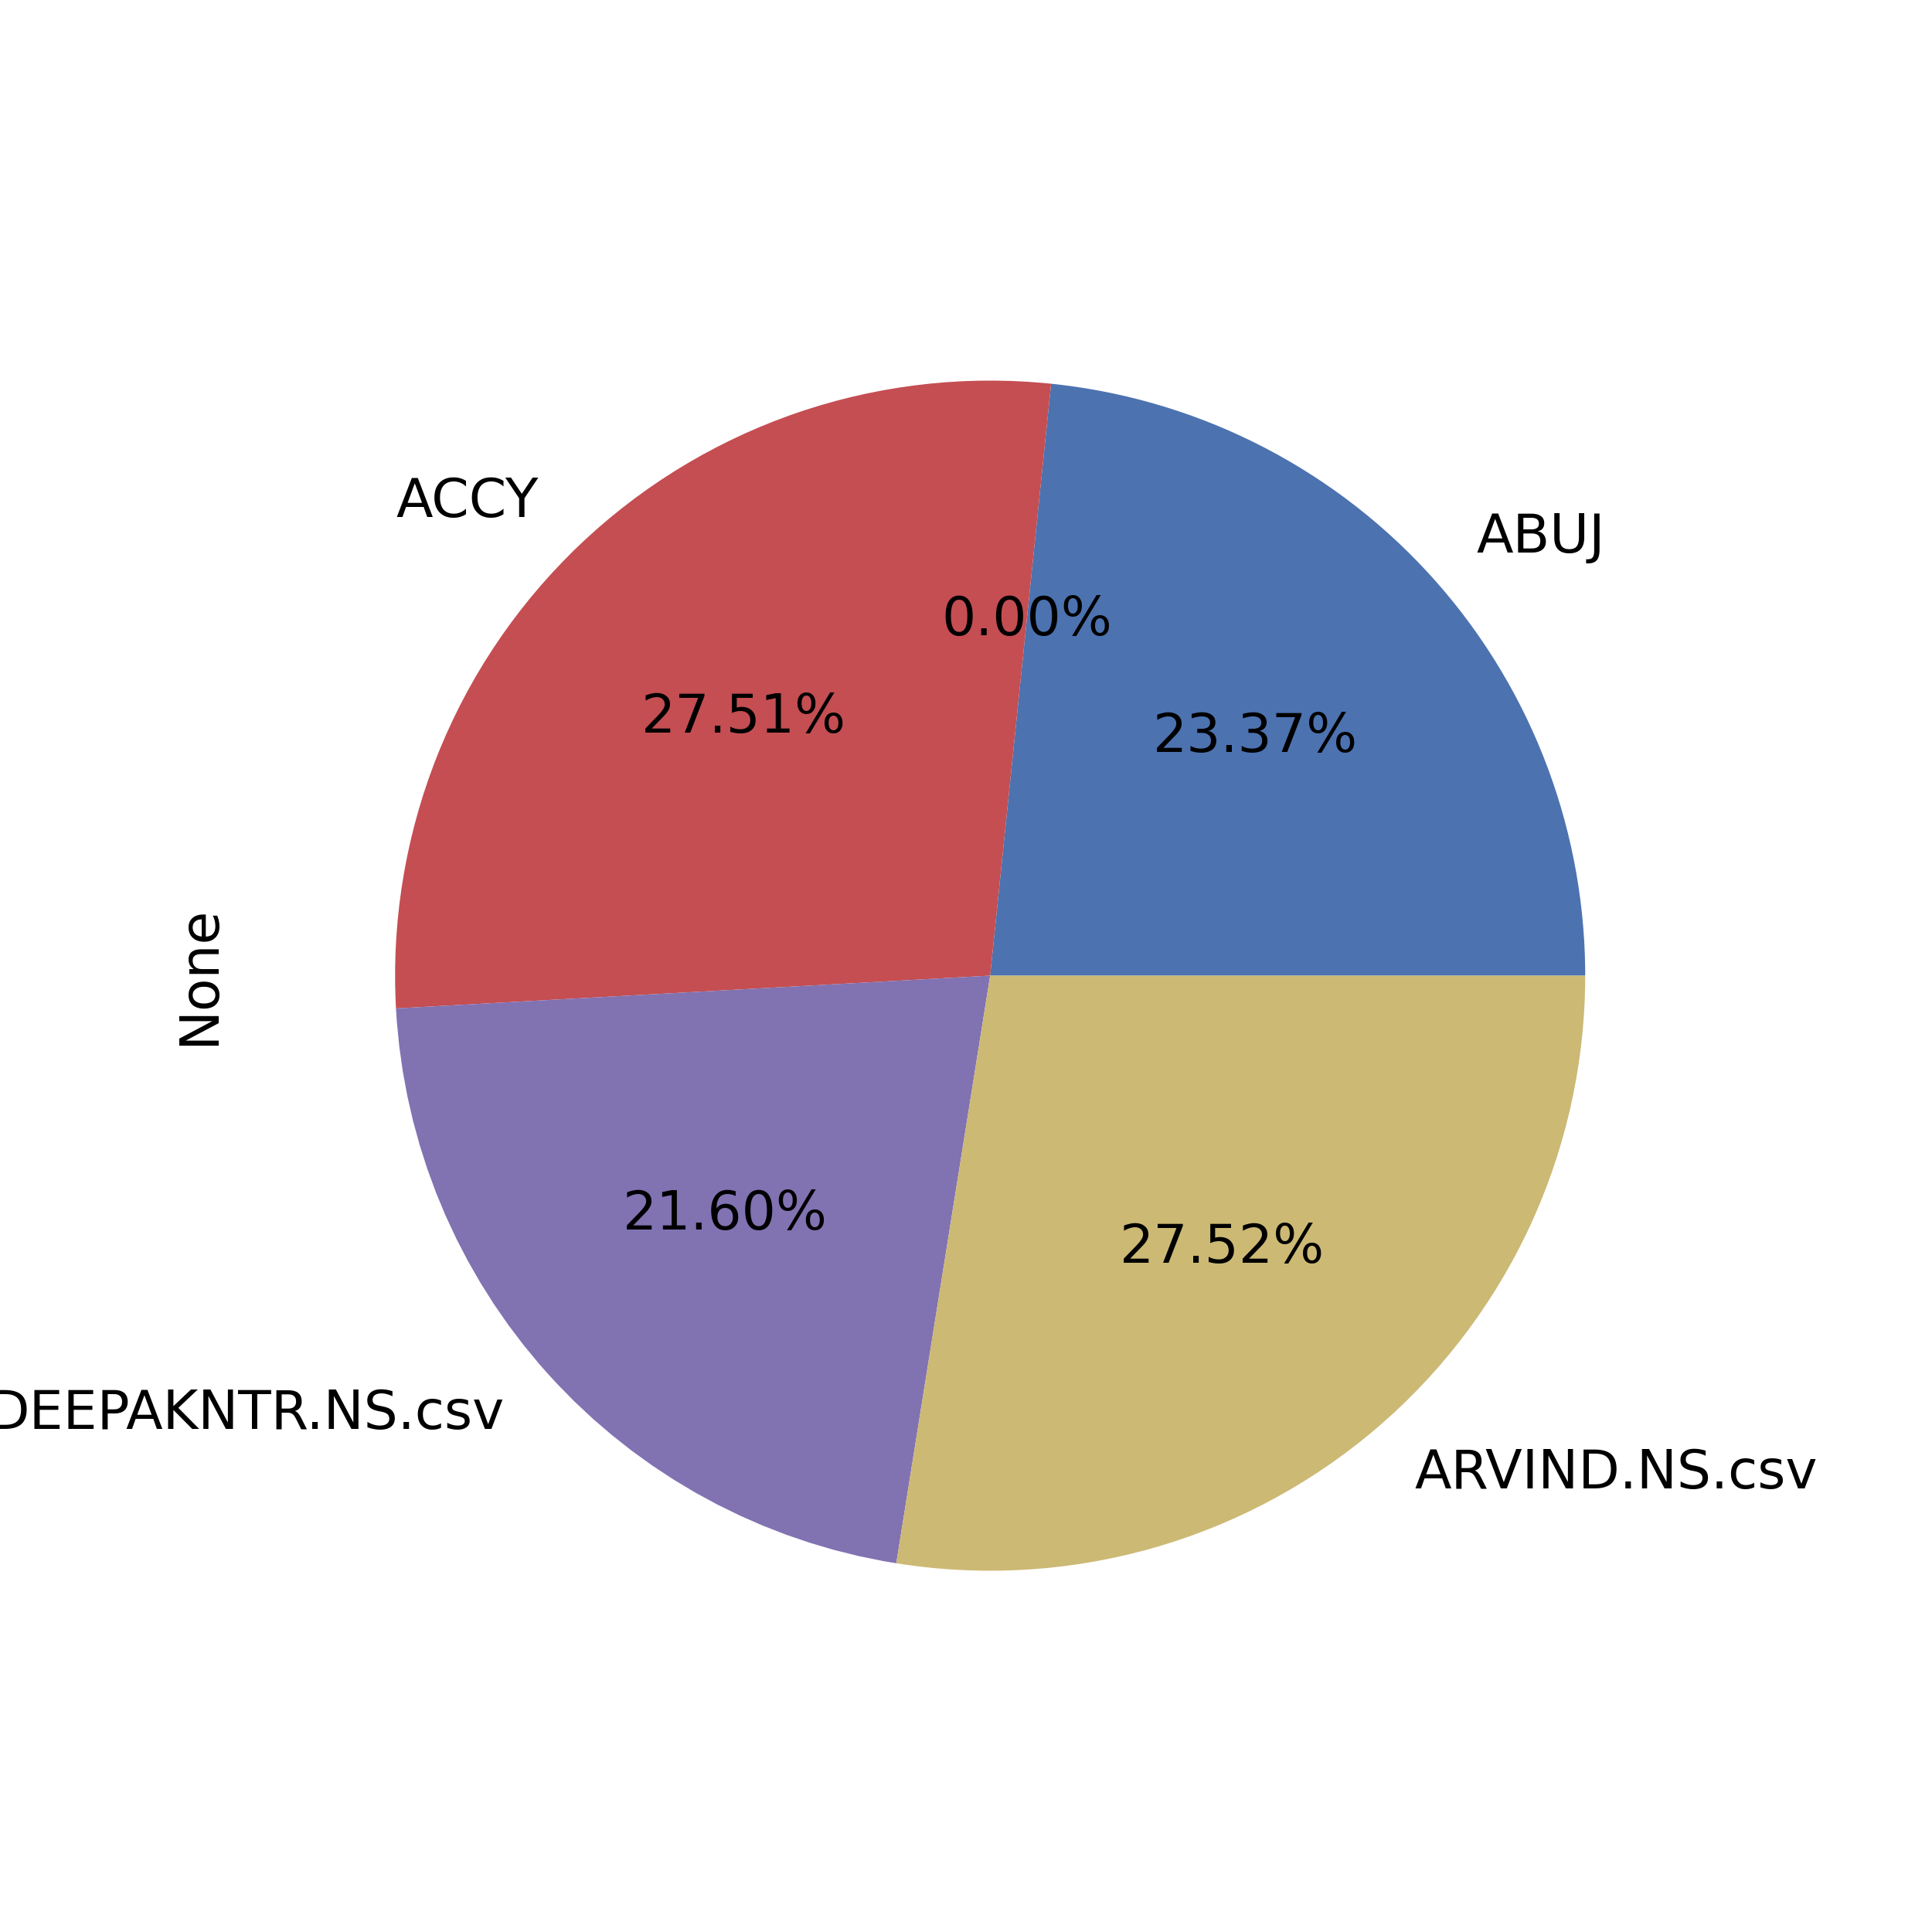 ACCY
ABUJ
0.00%
27.51%
23.37%
None
21.60%
27.52%
DEEPAKNTR.NS.csv
ARVIND.NS.csv